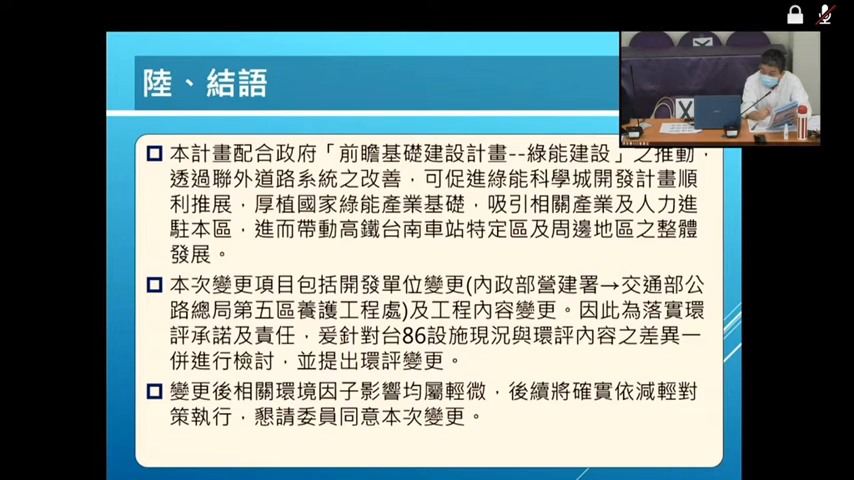 陸、結語
本計畫配合政府「前瞻基礎建設計畫--綠能建設」之推動，
透過聯外道路系統之改善，可促進綠能科學城開發計畫順
利推展，厚植國家綠能產業基礎，吸引相關產業及人力進
駐本區，進而帶動高鐵台南車站特定區及周邊地區之整體
發展。
本次變更項目包括開發單位變更(內政部營建署→交通部公
路總局第五區養護工程處)及工程內容變更。因此為落實環
評承諾及責任，爰針對台86設施現況與環評內容之差異一
併進行檢討，並提出環評變更。
變更後相關環境因子影響均屬輕微，後續將確實依減輕對
策執行，懇請委員同意本次變更。